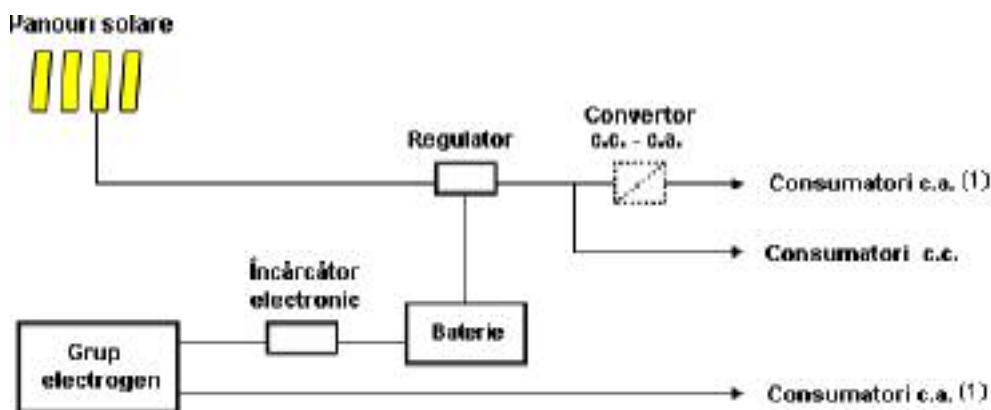 Panouri solare
Convertor
c.c. - c.a.
Regulator
Consumatori c.a. (1)
Consumatori c.c.
Încărcător
electronic
Baterie
Grup
electrogen
Consumatori c.a. (1)